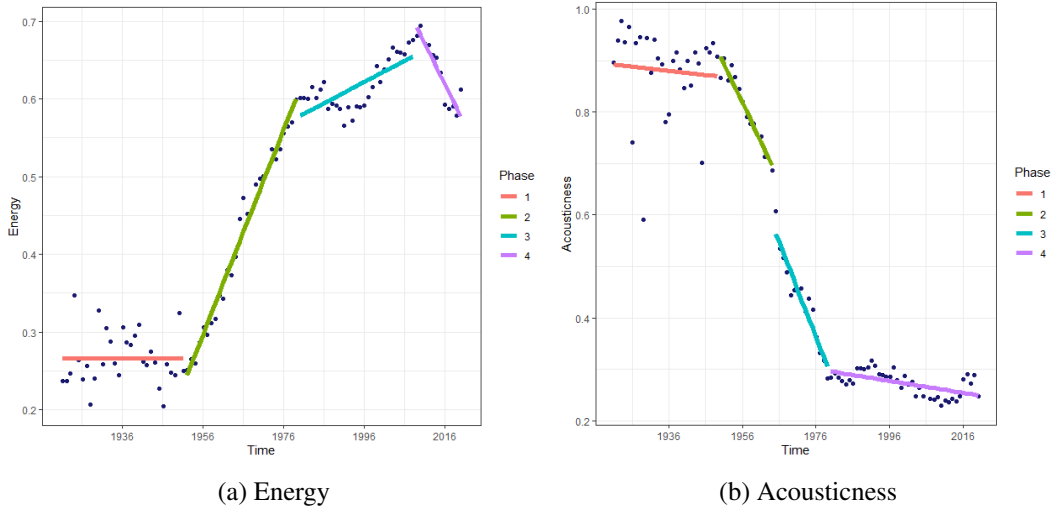 0.7
0.6
0.5
0.4
0.3
0.2
Energy
1936 1956 1976 1996 2016
Time
Phase
1
2
3
4
(a) Energy
1.0
0.8
0.6
0.4
0.2
Acousticness
1936 1956 1976 1996 2016
Time
Phase
1
2
3
4
(b) Acousticness